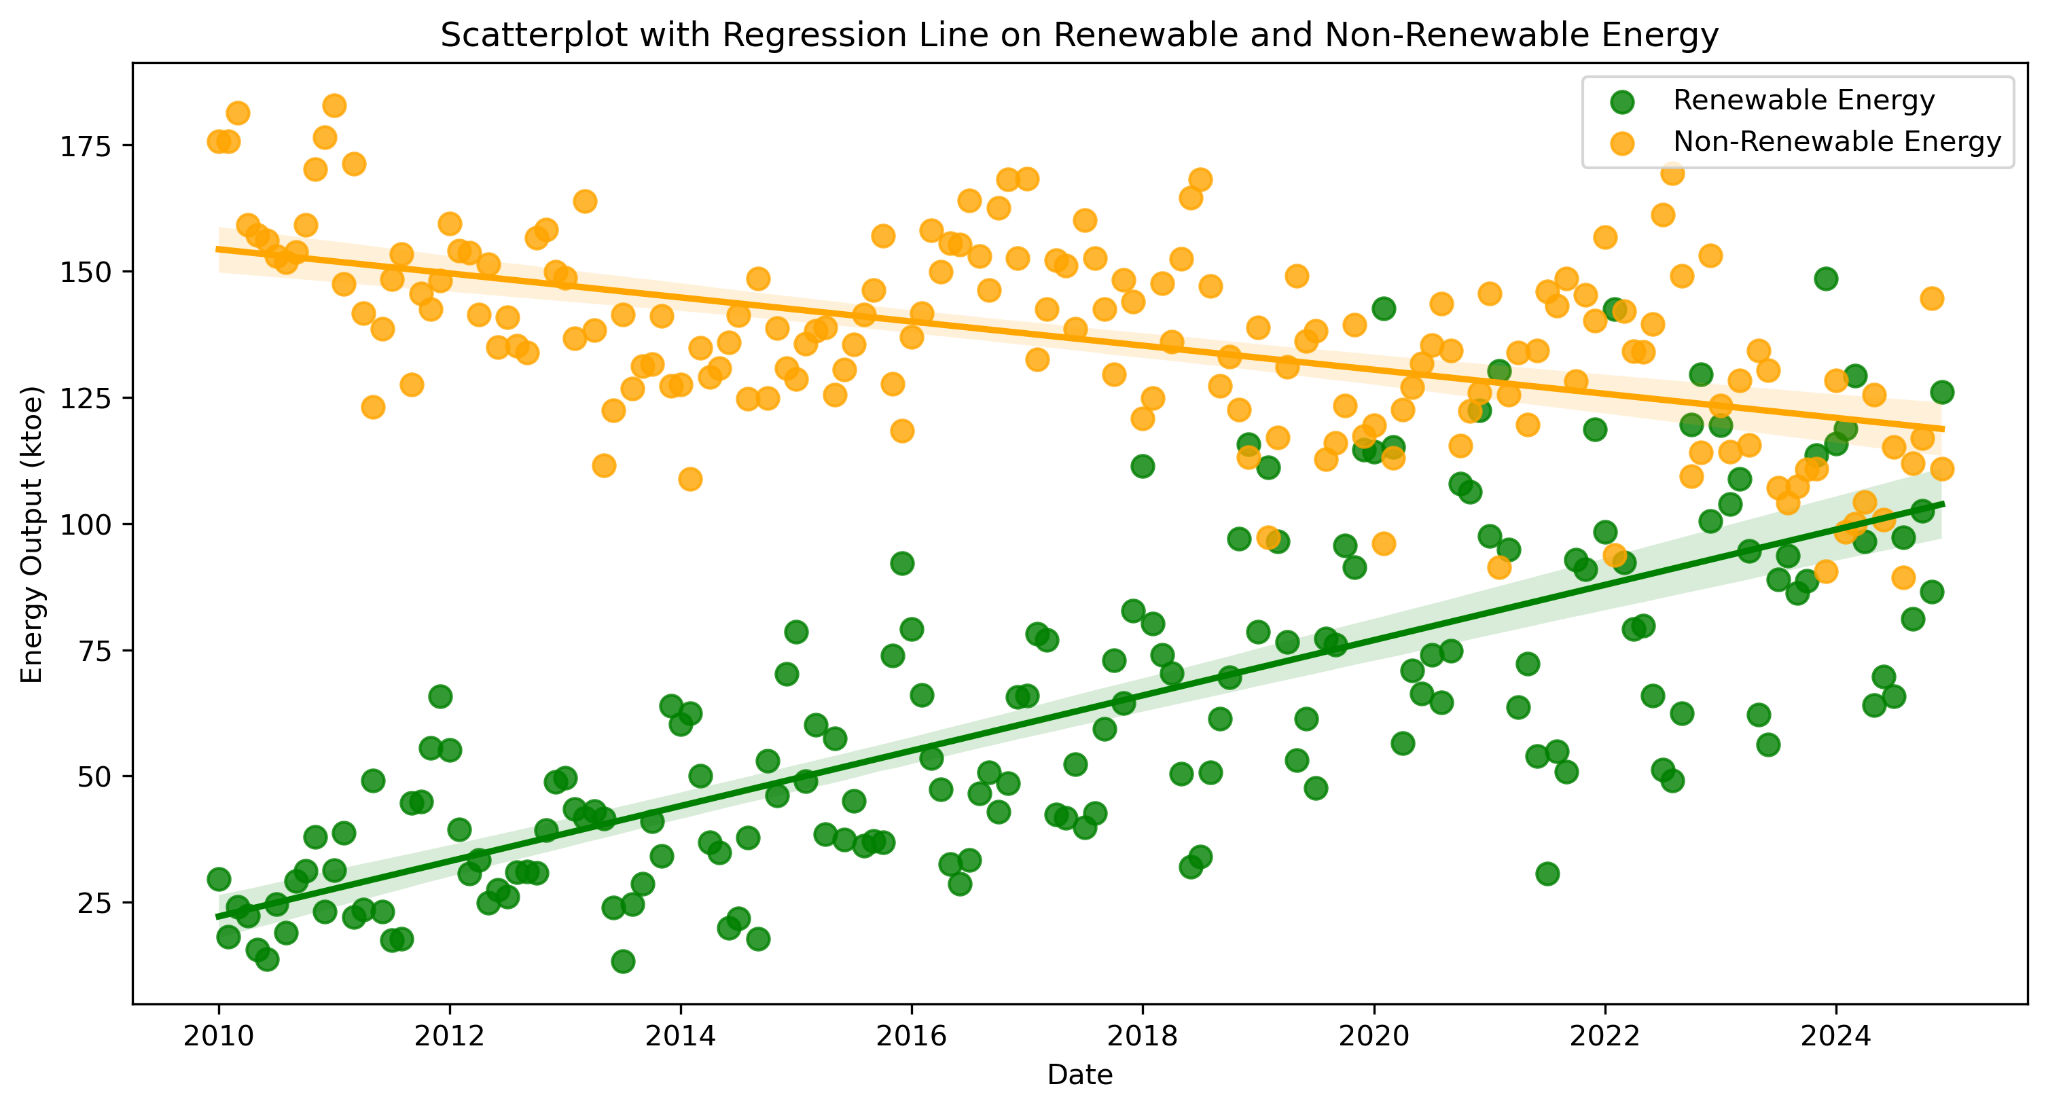 Scatterplot with Regression Line on Renewable and Non-Renewable Energy
Renewable Energy
Non-Renewable Energy
175
150
125
100
75
50
25
Energy Output (ktoe)
2010 2012 2014 2016 2018 2020 2022 2024
Date